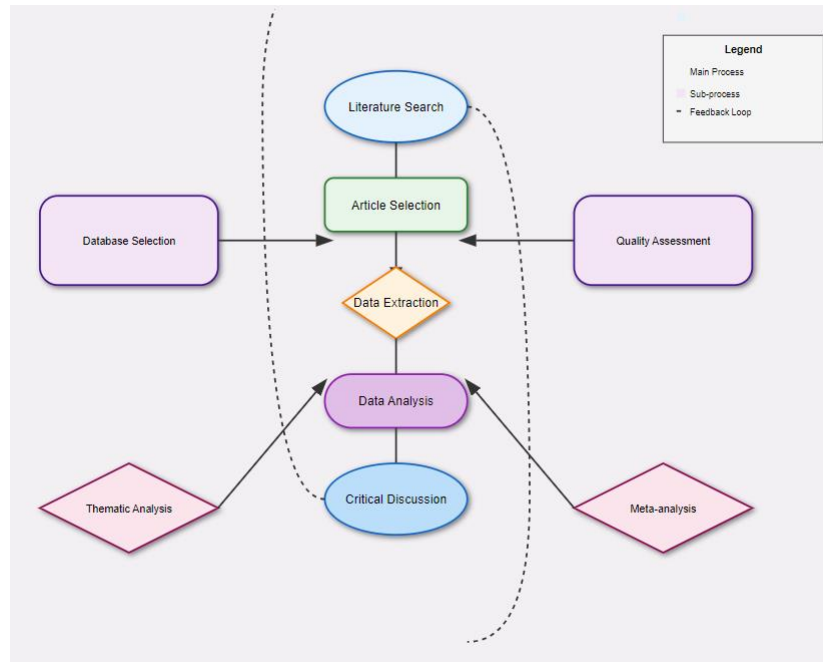 Legend
Main Process
Sub-process
Feedback Loop
Literature Search
Article Selection
Database Selection
Quality Assessment
Data Extraction
Data Analysis
Thematic Analysis
Critical Discussion
Meta-analysis